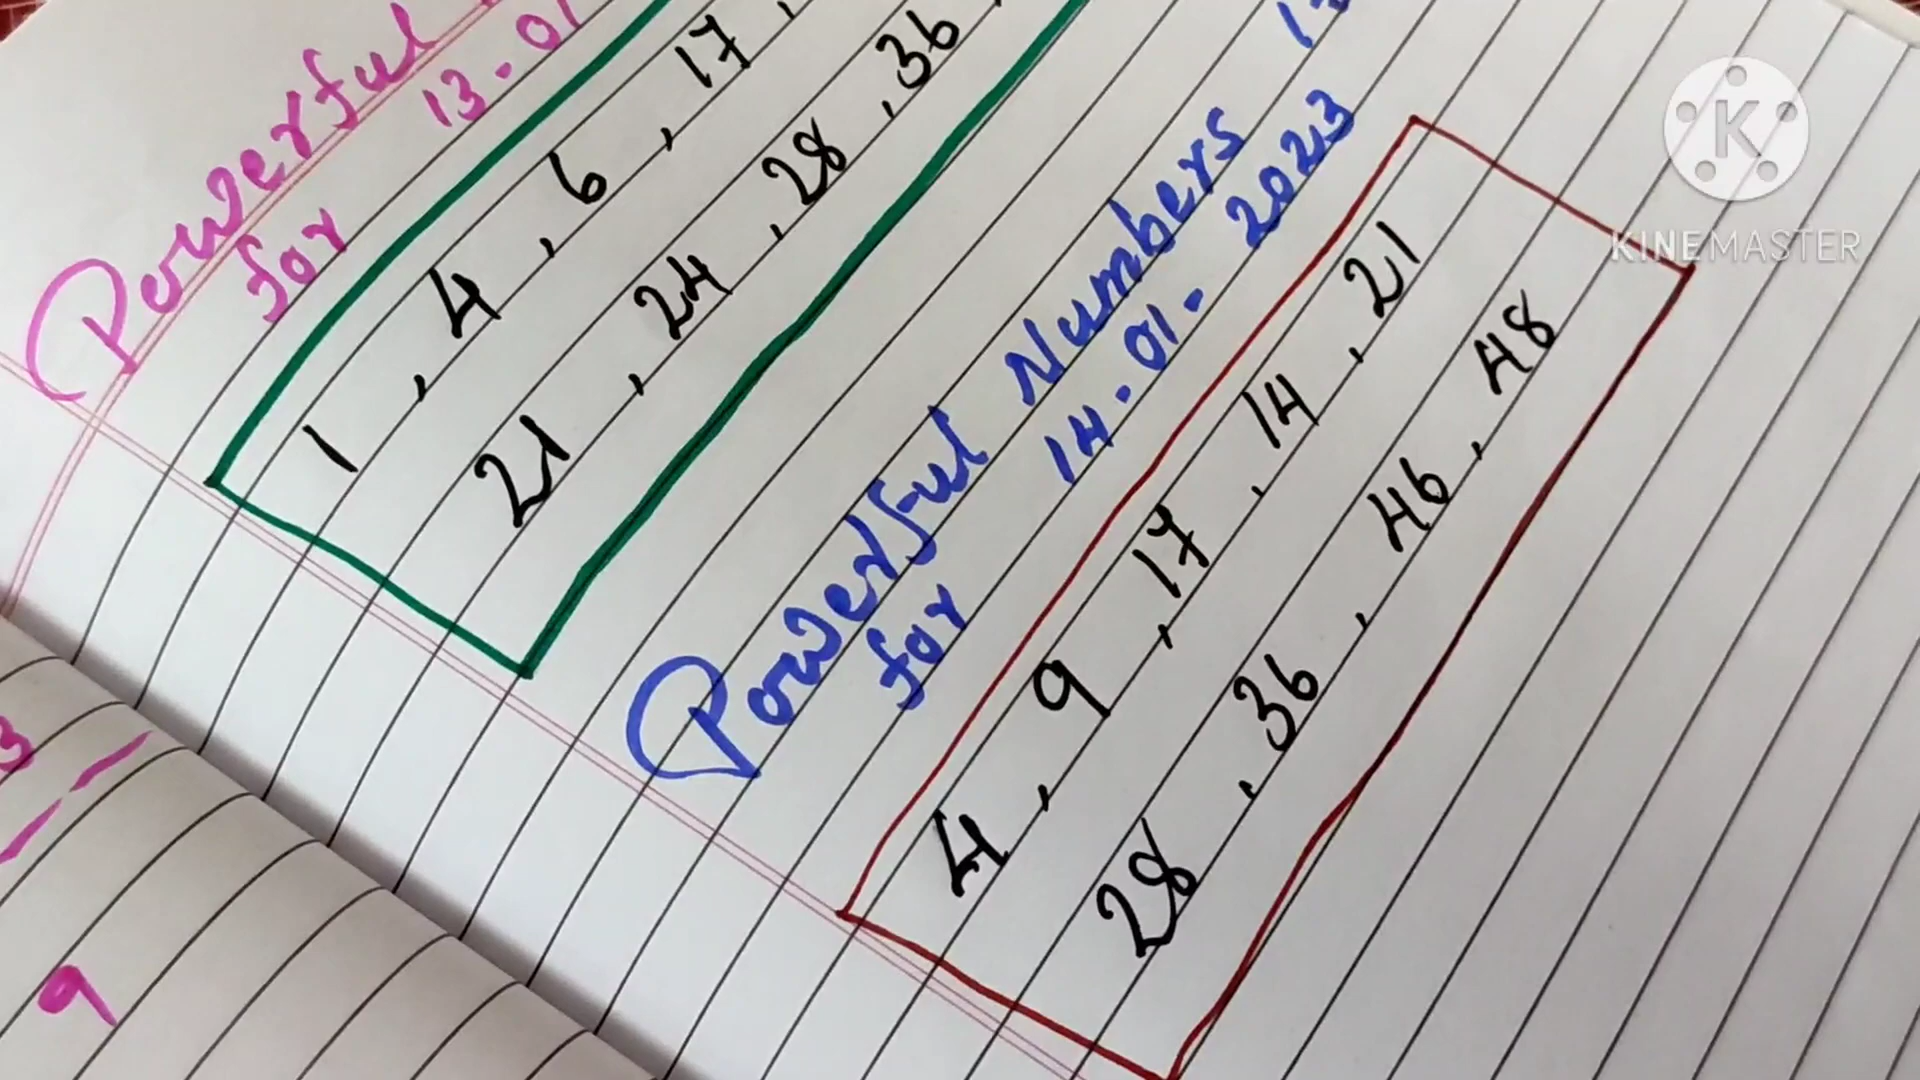 Powerful
for 13-01
1, 4, 6, 17,
21, 24, 28, 36
Powerful Numbers
for 14-01-2023
4, 9, 17, 14, 21
28, 36, 46, 48
9
KINEMASTER